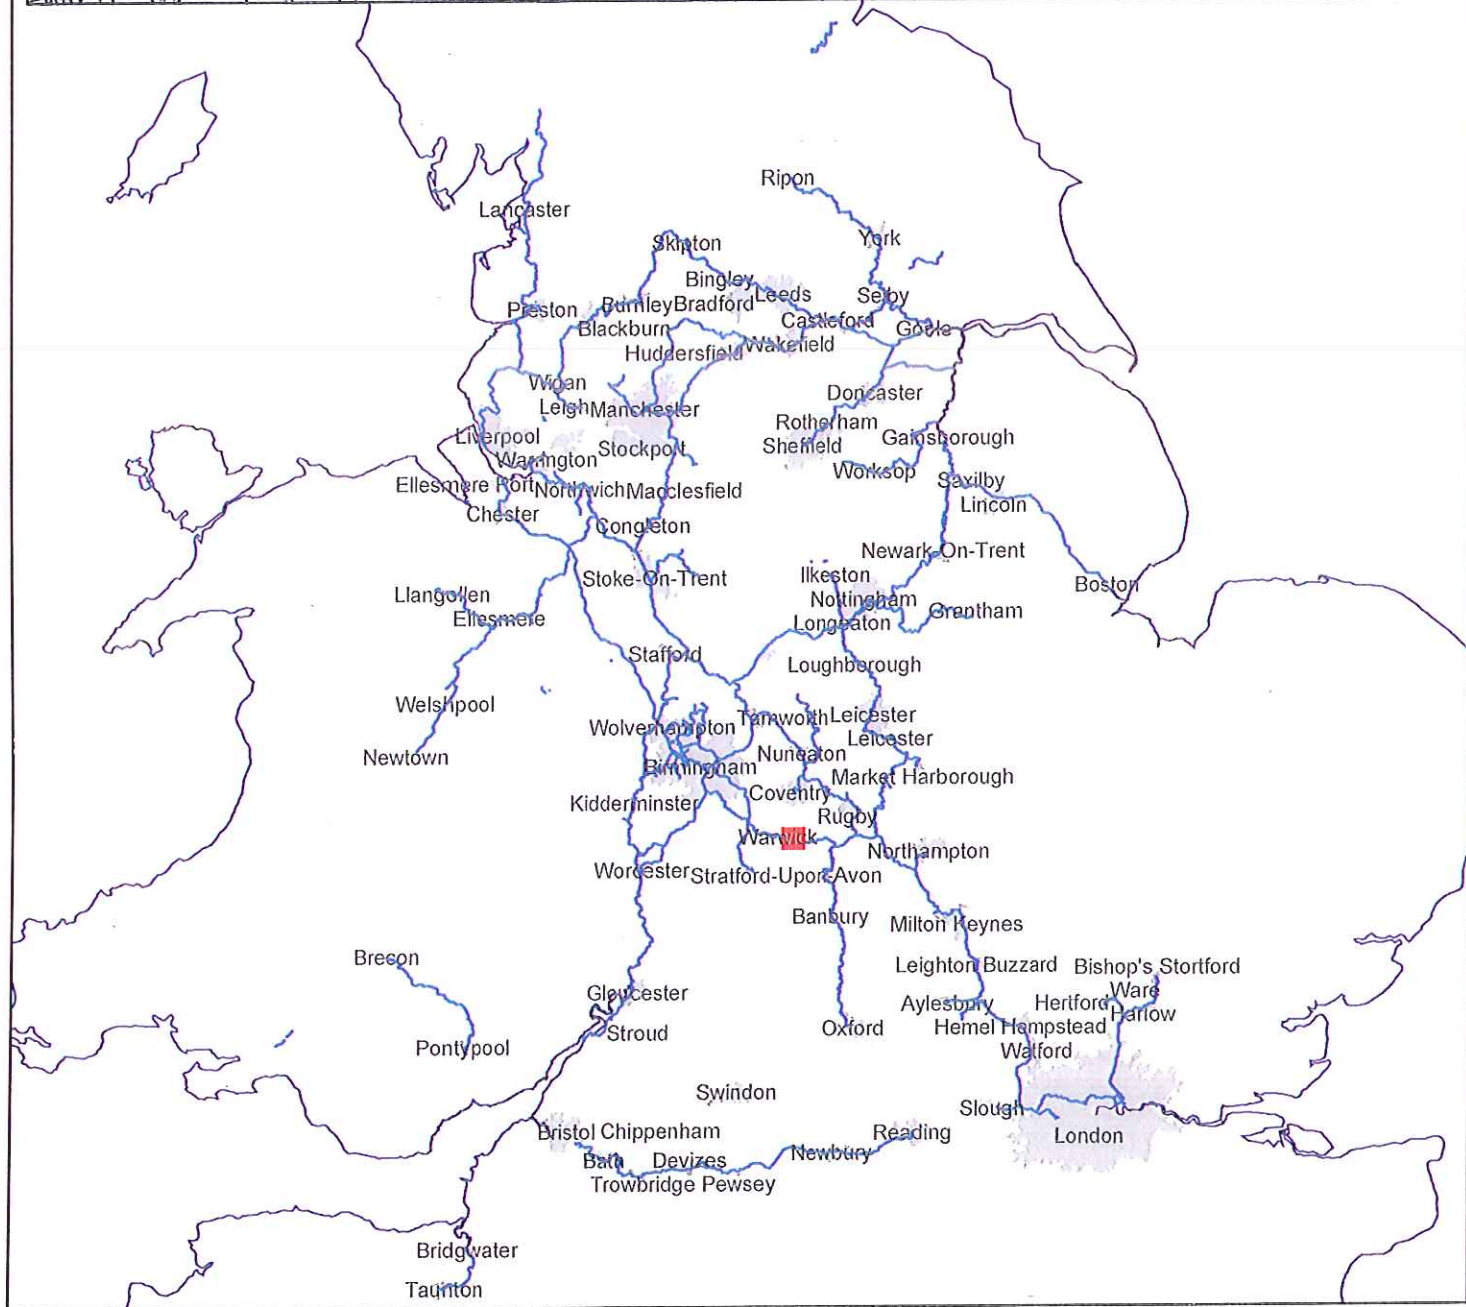 Ripon
Lancaster
York
Skipton
Bingley
Leeds
Selby
Preston
Burnley
Bradford
Castleford
Goole
Blackburn
Wakefield
Huddersfield
Wigan
Doncaster
Leigh
Manchester
Rotherham
Liverpool
Stockport
Sheffield
Gainsborough
Warrington
Worksop
Saxilby
Ellesmere Port
Northwich
Macclesfield
Lincoln
Chester
Congleton
Newark-On-Trent
Stoke-On-Trent
Ilkeston
Boston
Llangollen
Nottingham
Grantham
Ellesmere
Longeaton
Stafford
Loughborough
Welshpool
Tamworth
Leicester
Wolverhampton
Leicester
Newtown
Nuneaton
Birmingham
Market Harborough
Kidderminster
Coventry
Rugby
Warwick
Northampton
Worcester
Stratford-Upon-Avon
Banbury
Milton Keynes
Brecon
Leighton Buzzard
Bishop's Stortford
Gloucester
Ware
Aylesbury
Hertford
Harlow
Stroud
Oxford
Hemel Hempstead
Pontypool
Watford
Swindon
Slough
Bristol
Chippenham
Reading
London
Bath
Devizes
Newbury
Trowbridge
Pewsey
Bridgwater
Taunton